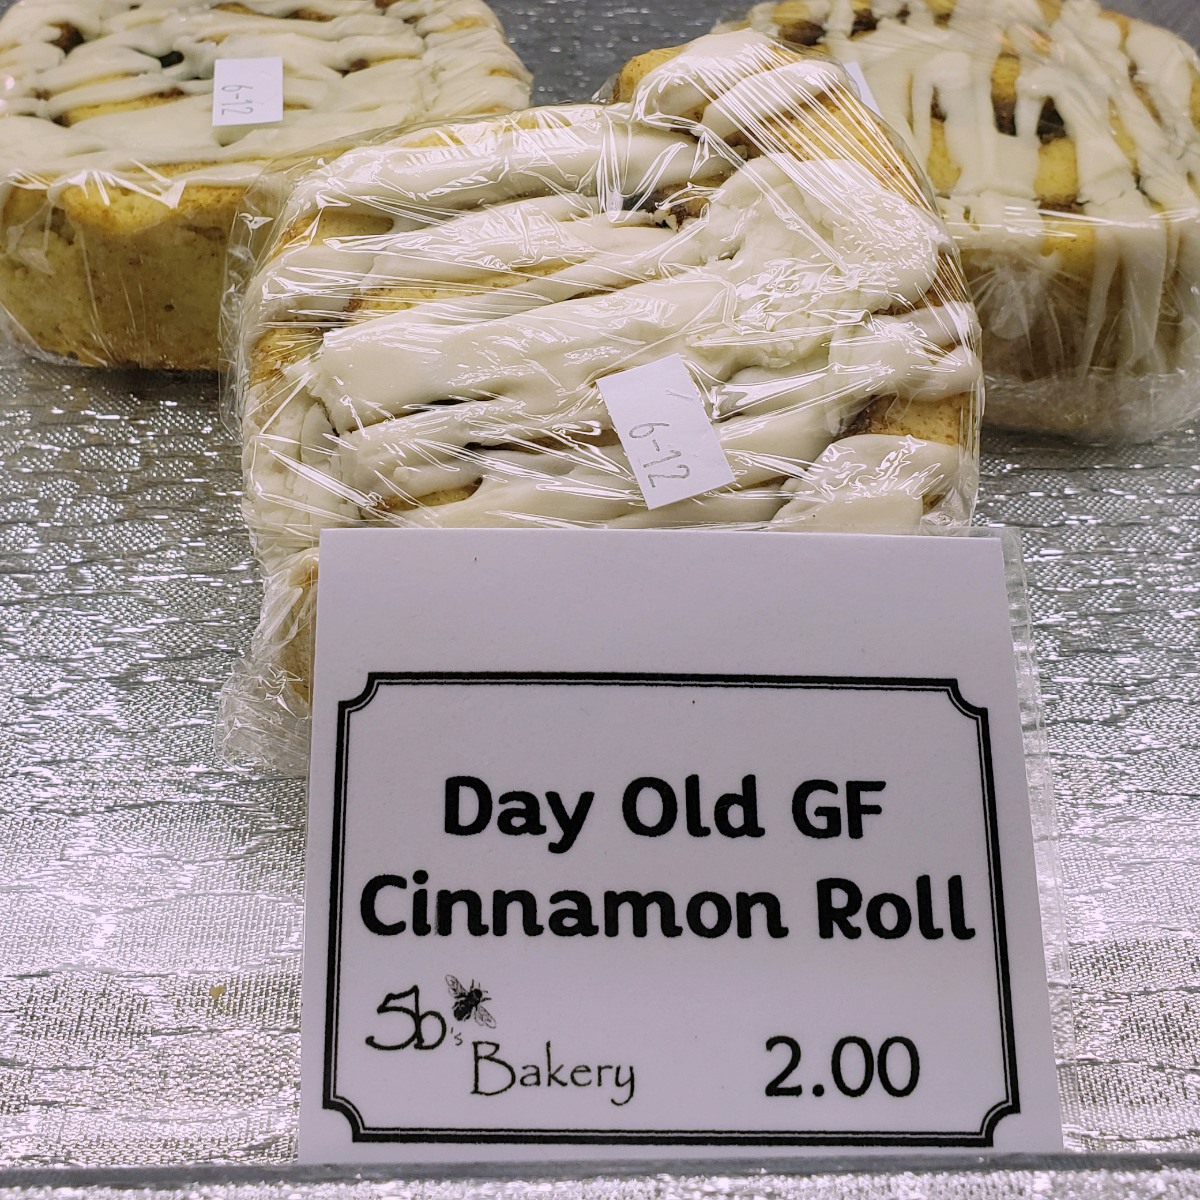 6-12
6-12
Day Old GF
Cinnamon Roll
5b's
Bakery
2.00